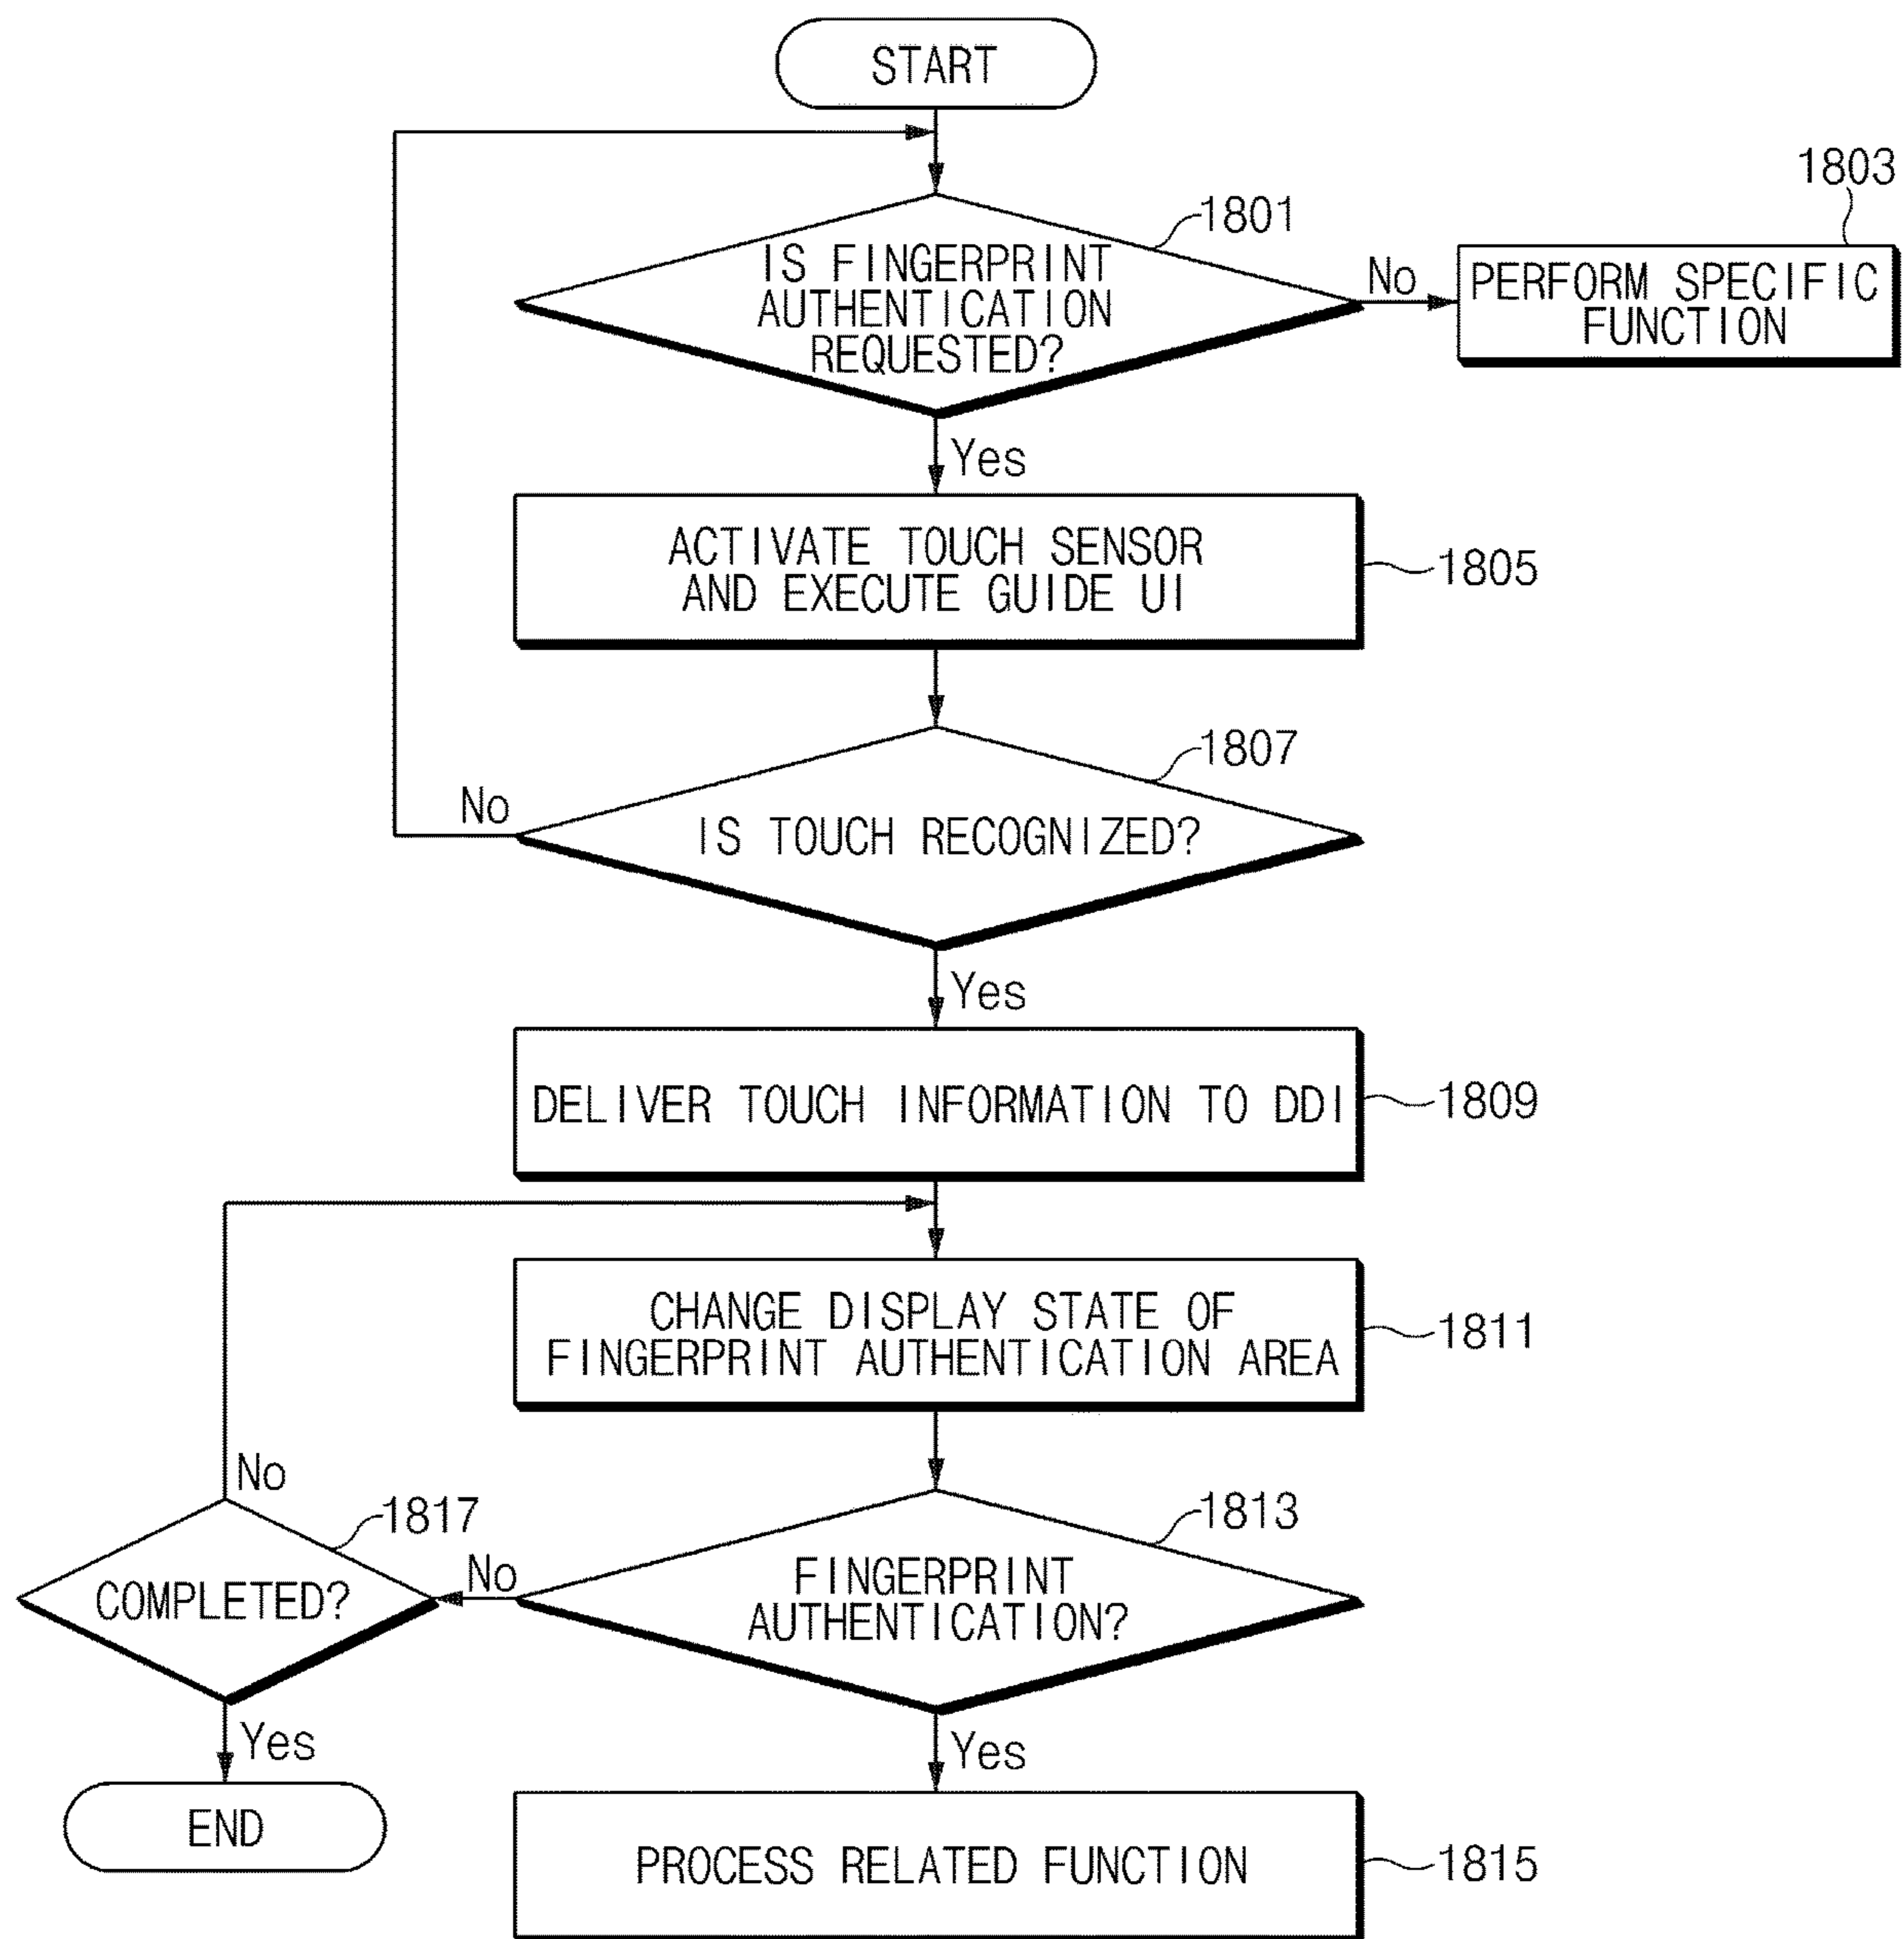 START
1801
IS FINGERPRINT
AUTHENTICATION
REQUESTED?
No
1803
PERFORM SPECIFIC
FUNCTION
Yes
ACTIVATE TOUCH SENSOR
AND EXECUTE GUIDE UI
1805
1807
IS TOUCH RECOGNIZED?
No
Yes
DELIVER TOUCH INFORMATION TO DDI
1809
CHANGE DISPLAY STATE OF
FINGERPRINT AUTHENTICATION AREA
1811
1813
FINGERPRINT
AUTHENTICATION?
No
1817
COMPLETED?
No
Yes
END
Yes
PROCESS RELATED FUNCTION
1815